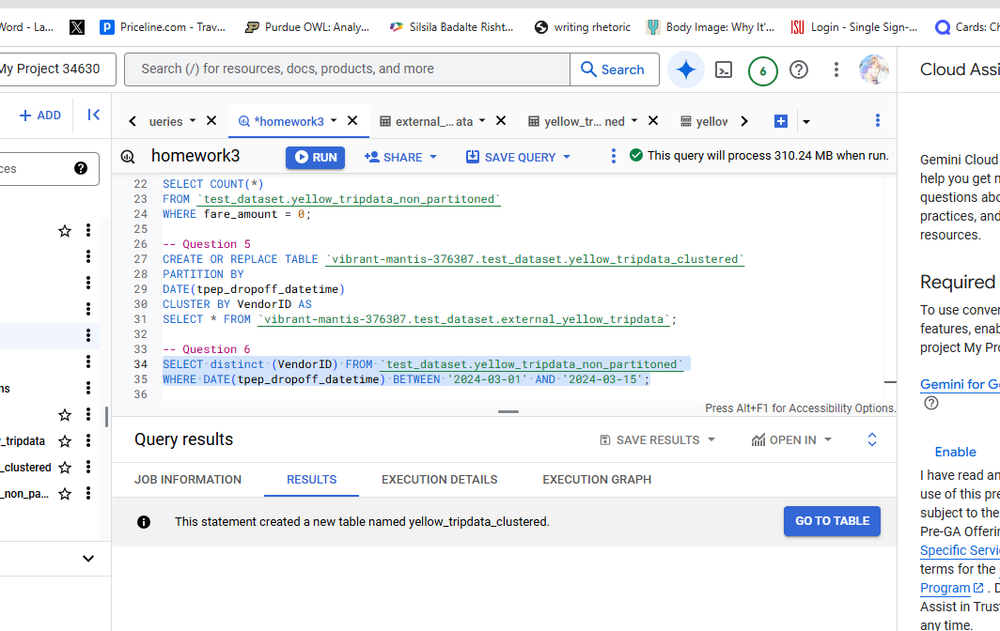 Word - La...
X
Priceline.com - Trav...
Purdue OWL: Analy...
Silsila Badalte Risht...
writing rhetoric
Body Image: Why It'...
Login - Single Sign-...
Cards: Ch
My Project 34630
Search (/) for resources, docs, products, and more
Search
6
Cloud Assi
ADD
ueries
*homework3
external_... ata
yellow_tr... ned
yellow
ces
homework3
RUN
SHARE
SAVE QUERY
This query will process 310.24 MB when run.
22 SELECT COUNT(*)
23 FROM `test_dataset.yellow_tripdata_non_partitoned`
24 WHERE fare_amount = 0;
25
26 -- Question 5
27 CREATE OR REPLACE TABLE `vibrant-mantis-376307.test_dataset.yellow_tripdata_clustered`
28 PARTITION BY
29 DATE(tpep_dropoff_datetime)
30 CLUSTER BY VendorID AS
31 SELECT * FROM `vibrant-mantis-376307.test_dataset.external_yellow_tripdata`;
32
33 -- Question 6
34 SELECT distinct (VendorID) FROM `test_dataset.yellow_tripdata_non_partitoned`
35 WHERE DATE(tpep_dropoff_datetime) BETWEEN '2024-03-01' AND '2024-03-15';
36
Press Alt+F1 for Accessibility Options.
ns
_tripdata
_clustered
_non_pa...
Query results
SAVE RESULTS
OPEN IN
JOB INFORMATION
RESULTS
EXECUTION DETAILS
EXECUTION GRAPH
This statement created a new table named yellow_tripdata_clustered.
GO TO TABLE
Gemini Cloud
help you get m
questions abo
practices, and
resources.
Required
To use conver
features, enab
project My Pro
Gemini for Go
Enable
I have read an
use of this pre
subject to the
Pre-GA Offerin
Specific Servi
terms for the
Program . D
Assist in Trus
any time.